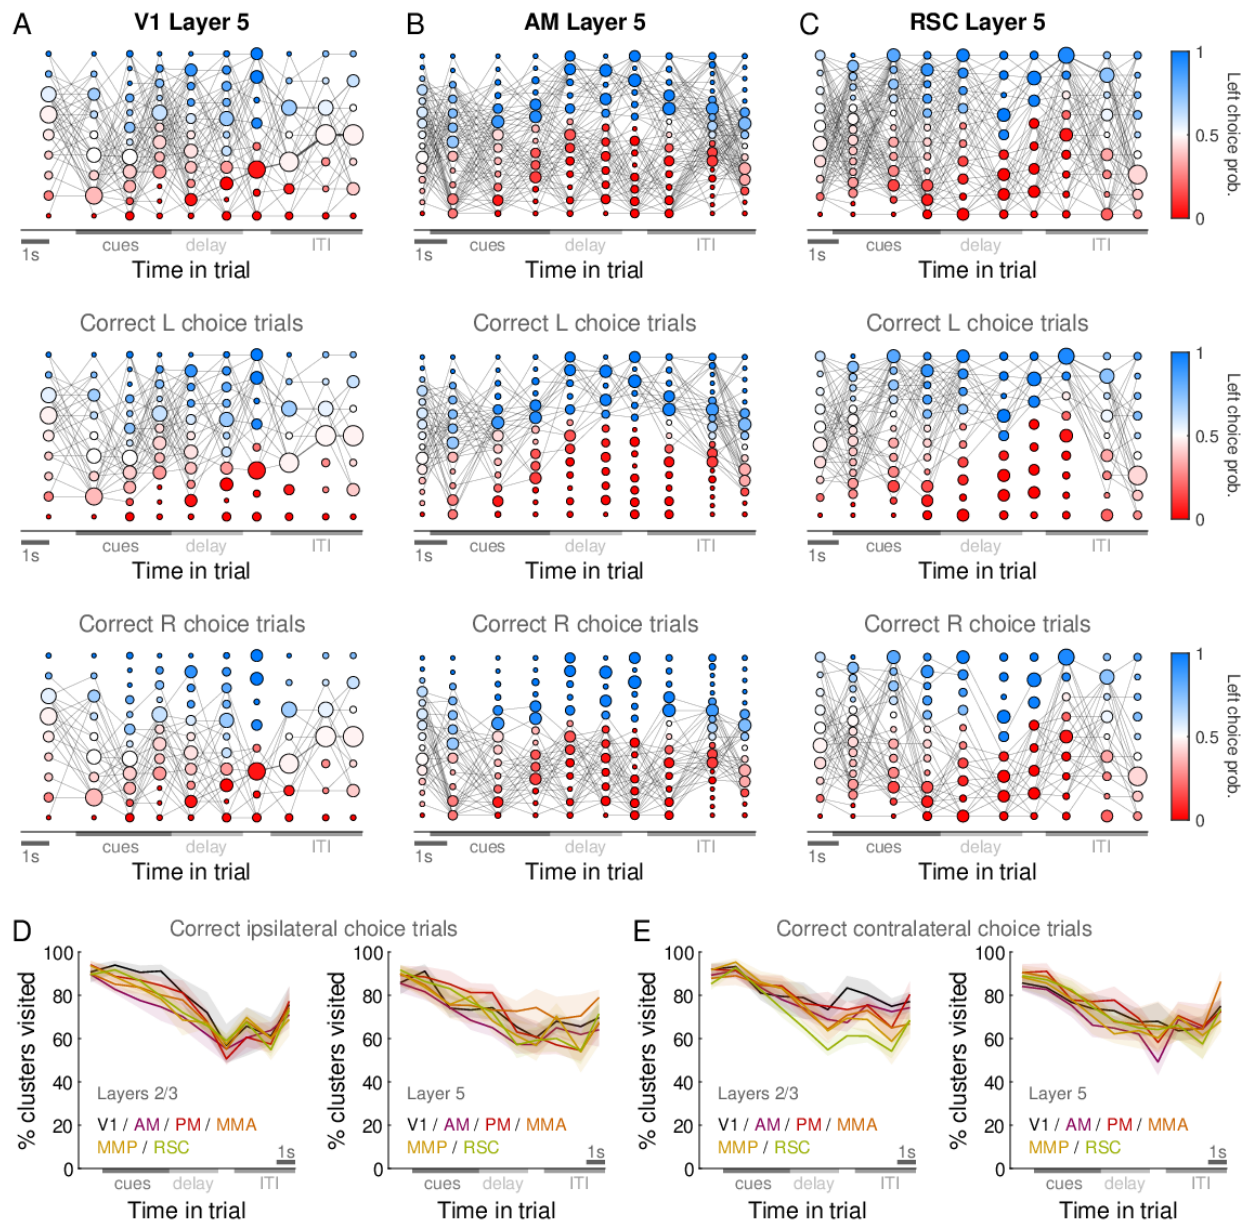 A V1 Layer 5
B AM Layer 5
C RSC Layer 5
1
0.5
0
Left choice prob.
1s cues delay ITI
Time in trial
1s cues delay ITI
Time in trial
1s cues delay ITI
Time in trial
Correct L choice trials
Correct L choice trials
Correct L choice trials
1
0.5
0
Left choice prob.
1s cues delay ITI
Time in trial
1s cues delay ITI
Time in trial
1s cues delay ITI
Time in trial
Correct R choice trials
Correct R choice trials
Correct R choice trials
1
0.5
0
Left choice prob.
1s cues delay ITI
Time in trial
1s cues delay ITI
Time in trial
1s cues delay ITI
Time in trial
D Correct ipsilateral choice trials
% clusters visited
100
80
60
40
20
0
Layers 2/3
V1 / AM / PM / MMA
MMP / RSC
1s
cues delay ITI
Time in trial
% clusters visited
100
80
60
40
20
0
Layer 5
V1 / AM / PM / MMA
MMP / RSC
1s
cues delay ITI
Time in trial
E Correct contralateral choice trials
% clusters visited
100
80
60
40
20
0
Layers 2/3
V1 / AM / PM / MMA
MMP / RSC
1s
cues delay ITI
Time in trial
% clusters visited
100
80
60
40
20
0
Layer 5
V1 / AM / PM / MMA
MMP / RSC
1s
cues delay ITI
Time in trial